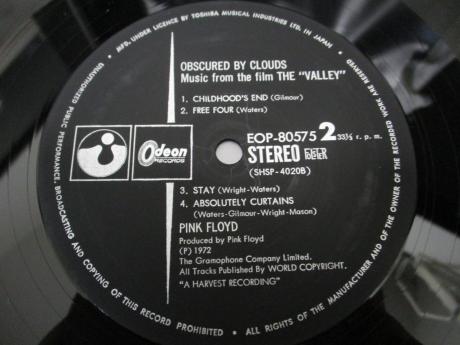 MFD. UNDER LICENCE BY TOSHIBA MUSICAL INDUSTRIES LTD. IN JAPAN
UNAUTHORIZED PUBLIC PERFORMANCE, BROADCASTING AND COPYING OF THIS RECORD PROHIBITED • ALL RIGHTS OF THE MANUFACTURER AND OF THE OWNER OF THE RECORDED WORK ARE RESERVED
OBSCURED BY CLOUDS
Music from the film THE "VALLEY"
1. CHILDHOOD'S END (Gilmour)
2. FREE FOUR (Waters)
EOP-80575 2 33⅓ r. p. m.
Odeon
RECORDS
STEREO
(SHSP-4020B)
3. STAY (Wright-Waters)
4. ABSOLUTELY CURTAINS
(Waters-Gilmour-Wright-Mason)
PINK FLOYD
Produced by Pink Floyd
(P) 1972
The Gramophone Company Limited.
All Tracks Published By WORLD COPYRIGHT.
"A HARVEST RECORDING"